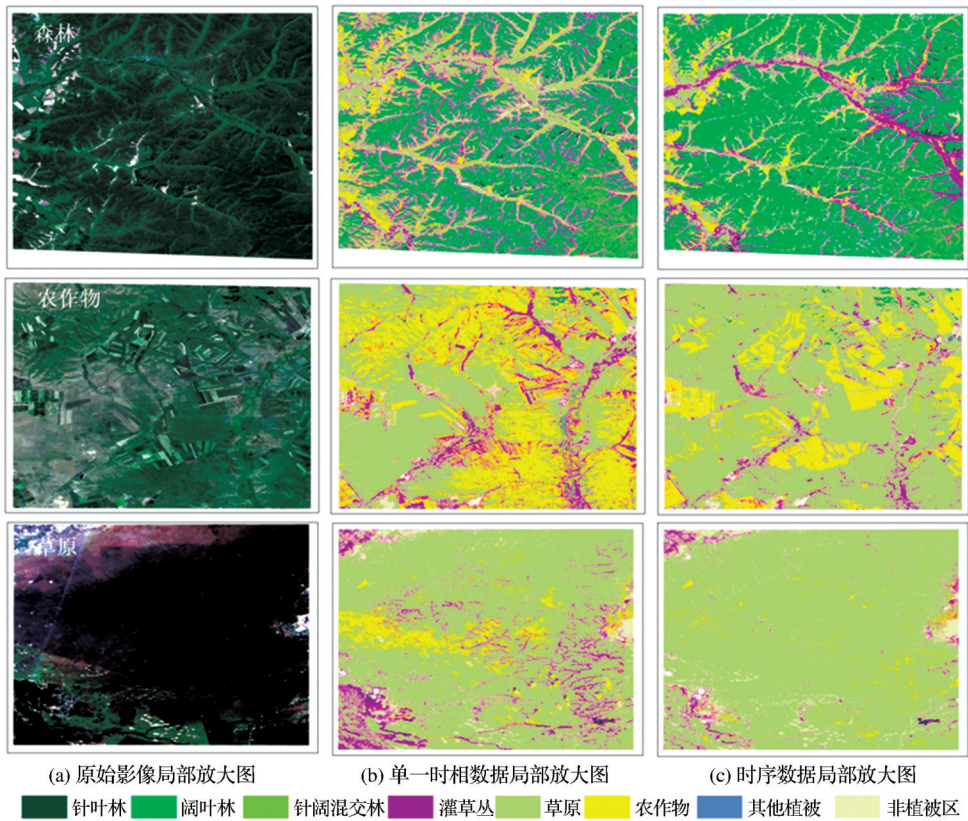 森林
农作物
草原
(a) 原始影像局部放大图 (b) 单一时相数据局部放大图 (c) 时序数据局部放大图
针叶林 阔叶林 针阔混交林 灌草丛 草原 农作物 其他植被 非植被区